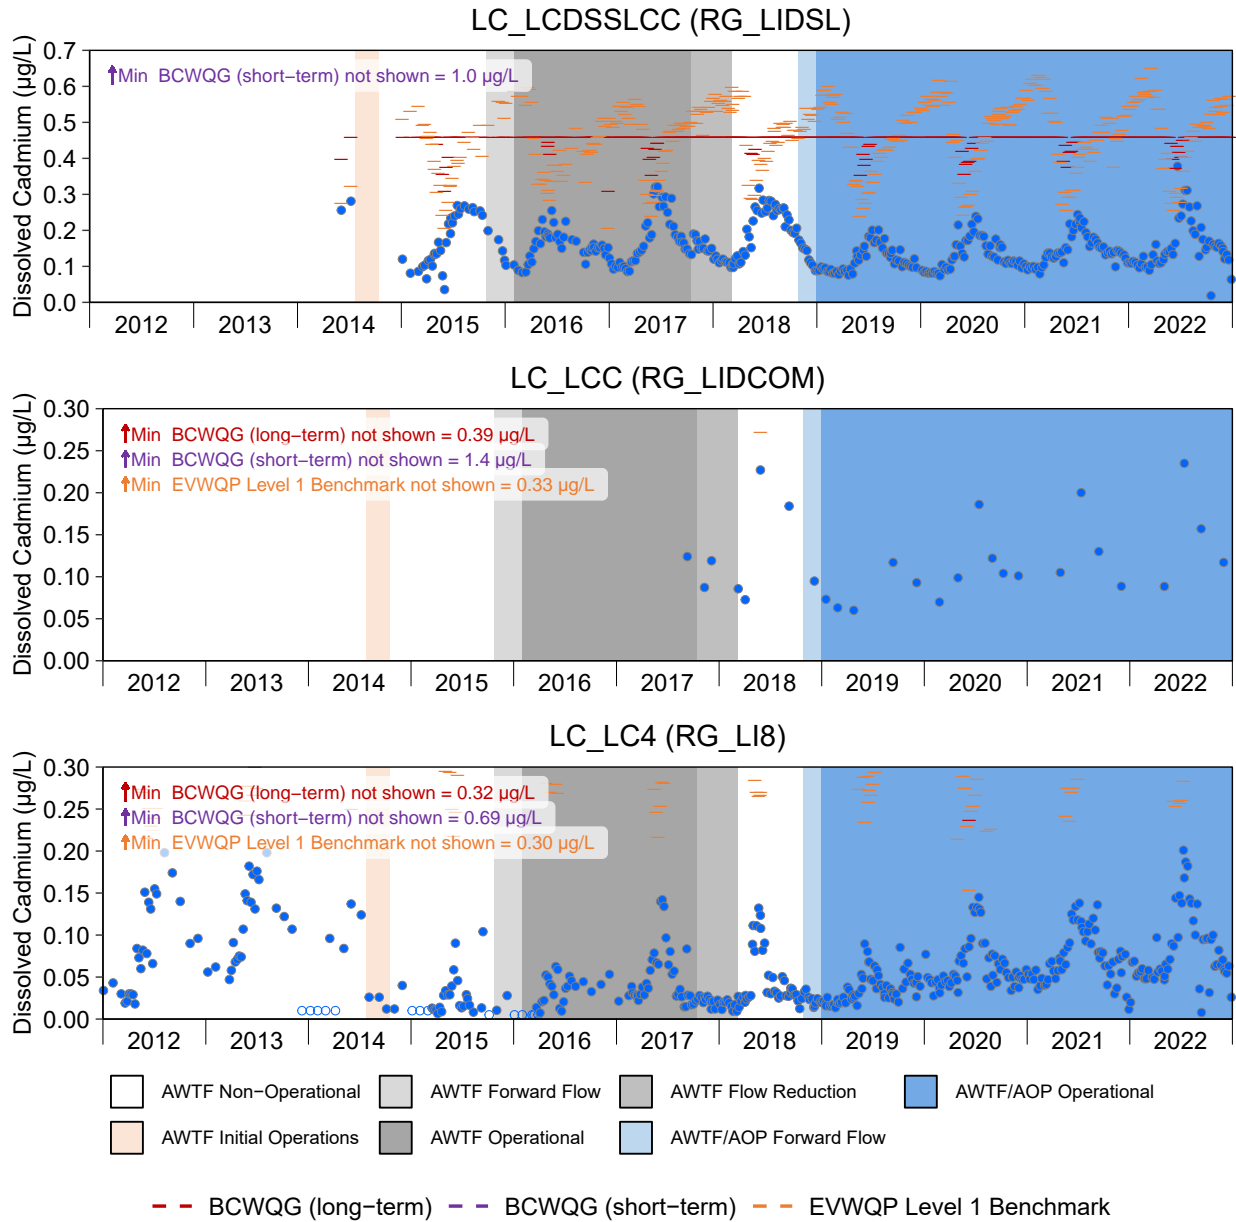 LC_LCDSSLCC (RG_LIDSL)
Dissolved Cadmium (µg/L)
0.7
0.6
0.5
0.4
0.3
0.2
0.1
0.0
Min BCWQG (short−term) not shown = 1.0 µg/L
2012 2013 2014 2015 2016 2017 2018 2019 2020 2021 2022
LC_LCC (RG_LIDCOM)
Dissolved Cadmium (µg/L)
0.30
0.25
0.20
0.15
0.10
0.05
0.00
Min BCWQG (long−term) not shown = 0.39 µg/L
Min BCWQG (short−term) not shown = 1.4 µg/L
Min EVWQP Level 1 Benchmark not shown = 0.33 µg/L
2012 2013 2014 2015 2016 2017 2018 2019 2020 2021 2022
LC_LC4 (RG_LI8)
Dissolved Cadmium (µg/L)
0.30
0.25
0.20
0.15
0.10
0.05
0.00
Min BCWQG (long−term) not shown = 0.32 µg/L
Min BCWQG (short−term) not shown = 0.69 µg/L
Min EVWQP Level 1 Benchmark not shown = 0.30 µg/L
2012 2013 2014 2015 2016 2017 2018 2019 2020 2021 2022
AWTF Non−Operational AWTF Forward Flow AWTF Flow Reduction AWTF/AOP Operational
AWTF Initial Operations AWTF Operational AWTF/AOP Forward Flow
BCWQG (long−term) BCWQG (short−term) EVWQP Level 1 Benchmark